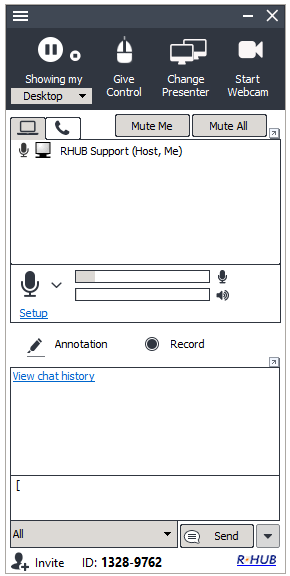 Showing my
Desktop
Give
Control
Change
Presenter
Start
Webcam
Mute Me
Mute All
RHUB Support (Host, Me)
Setup
Annotation
Record
View chat history
[
All
Send
Invite
ID: 1328-9762
R-HUB